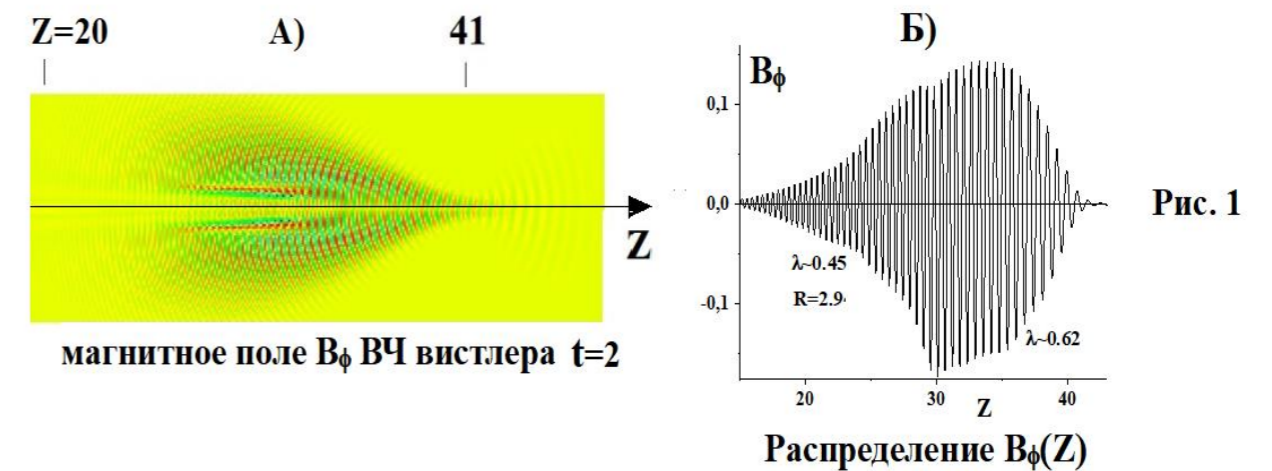 Z=20
А)
41
Z
магнитное поле Bϕ ВЧ вистлера t=2
Б)
Bϕ
0,1
0,0
-0,1
λ~0.45
R=2.9
λ~0.62
20
30
40
Z
Распределение Bϕ(Z)
Рис. 1